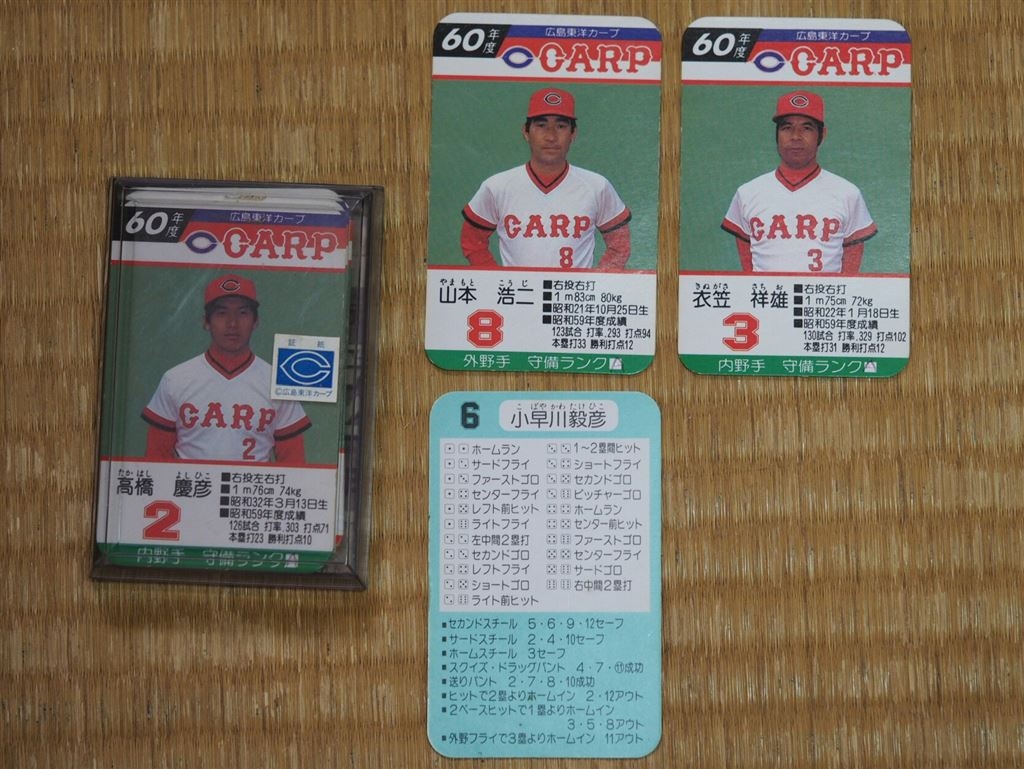 60年度
広島東洋カープ
CARP
証紙
©広島東洋カープ
CARP
2
たかはし よしひこ
高橋 慶彦
2
■右投左右打
■1m76cm 74kg
■昭和32年3月13日生
■昭和59年度成績
126試合 打率.303 打点71
本塁打23 勝利打点10
内野手 守備ランクA
60年度
広島東洋カープ
CARP
CARP
8
やまもと こうじ
山本 浩二
8
■右投右打
■1m83cm 80kg
■昭和21年10月25日生
■昭和59年度成績
123試合 打率.293 打点94
本塁打33 勝利打点12
外野手 守備ランクA
60年度
広島東洋カープ
CARP
CARP
3
きぬがさ さちお
衣笠 祥雄
3
■右投右打
■1m75cm 72kg
■昭和22年1月18日生
■昭和59年度成績
130試合 打率.329 打点102
本塁打31 勝利打点12
内野手 守備ランクA
6
こばやかわたけひこ
小早川毅彦
⚀⚀ホームラン
⚀⚁サードフライ
⚀⚂ファーストゴロ
⚀⚃センターフライ
⚀⚄レフト前ヒット
⚀⚅ライトフライ
⚁⚁左中間2塁打
⚁⚂セカンドゴロ
⚁⚃レフトフライ
⚁⚄ショートゴロ
⚁⚅ライト前ヒット
⚂⚂1〜2塁間ヒット
⚂⚃ショートフライ
⚂⚄セカンドゴロ
⚂⚅ピッチャーゴロ
⚃⚃ホームラン
⚃⚄センター前ヒット
⚃⚅ファーストゴロ
⚄⚄センターフライ
⚄⚅サードゴロ
⚅⚅右中間2塁打
■セカンドスチール 5・6・9・12セーフ
■サードスチール 2・4・10セーフ
■ホームスチール 3セーフ
■スクイズ・ドラッグバント 4・7・⑪成功
■送りバント 2・7・8・10成功
■ヒットで2塁よりホームイン 2・12アウト
■2ベースヒットで1塁よりホームイン
3・5・8アウト
■外野フライで3塁よりホームイン 11アウト